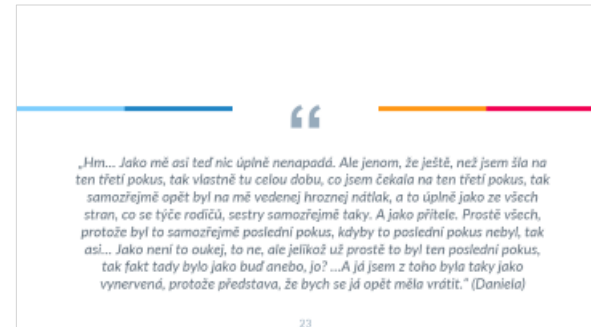 “
„Hm... Jako mě asi teď nic úplně nenapadá. Ale jenom, že ještě, než jsem šla na
ten třetí pokus, tak vlastně tu celou dobu, co jsem čekala na ten třetí pokus, tak
samozřejmě opět byl na mě vedenej hroznej nátlak, a to úplně jako ze všech
stran, co se týče rodičů, sestry samozřejmě taky. A jako přítele. Prostě všech,
protože byl to samozřejmě poslední pokus, kdyby to poslední pokus nebyl, tak
asi... Jako není to oukej, to ne, ale jelikož už prostě to byl ten poslední pokus,
tak fakt tady bylo jako buď anebo, jo? ...A já jsem z toho byla taky jako
vynervená, protože představa, že bych se já opět měla vrátit.“ (Daniela)
23